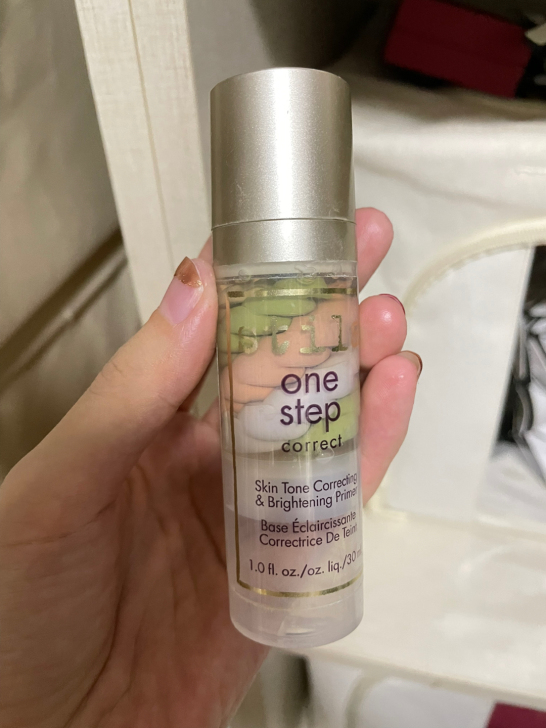 stila
one
step
correct
Skin Tone Correcting
& Brightening Primer
Base Éclaircissante
Correctrice De Teint
1.0 fl. oz./oz. liq./30